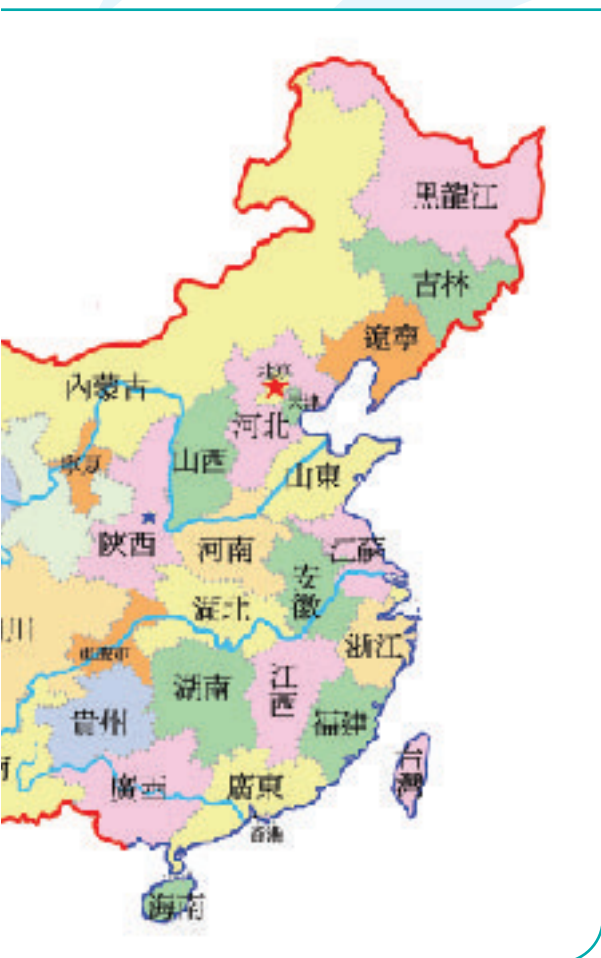 黑龍江
吉林
遼寧
北京
內蒙古
天津
河北
山西
寧夏
山東
陝西
河南
江蘇
安徽
湖北
川
重慶市
浙江
湖南
江西
貴州
福建
台灣
南
廣西
廣東
香港
海南